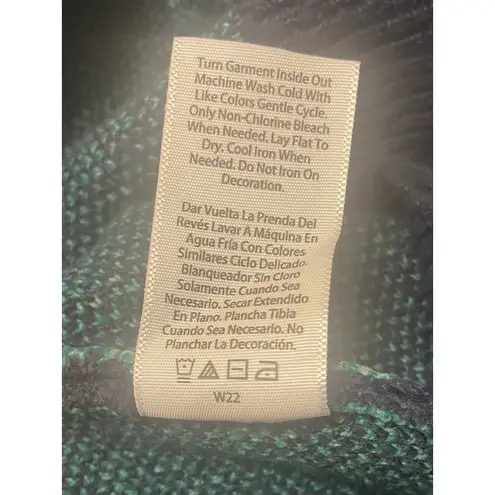 Turn Garment Inside Out
Machine Wash Cold With
Like Colors Gentle Cycle.
Only Non-Chlorine Bleach
When Needed. Lay Flat To
Dry. Cool Iron When
Needed. Do Not Iron On
Decoration.
Dar Vuelta La Prenda Del
Revés Lavar A Máquina En
Agua Fría Con Colores
Similares Ciclo Delicado.
Blanqueador Sin Cloro
Solamente Cuando Sea
Necesario. Secar Extendido
En Plano. Plancha Tibia
Cuando Sea Necesario. No
Planchar La Decoración.
W22